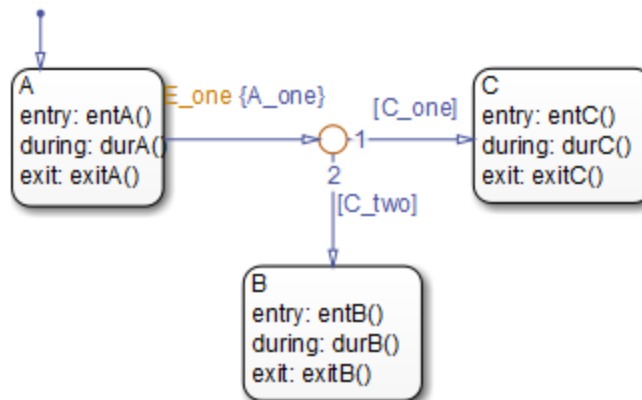 A
entry: entA()
during: durA()
exit: exitA()
E_one {A_one}
1
[C_one]
C
entry: entC()
during: durC()
exit: exitC()
2
[C_two]
B
entry: entB()
during: durB()
exit: exitB()